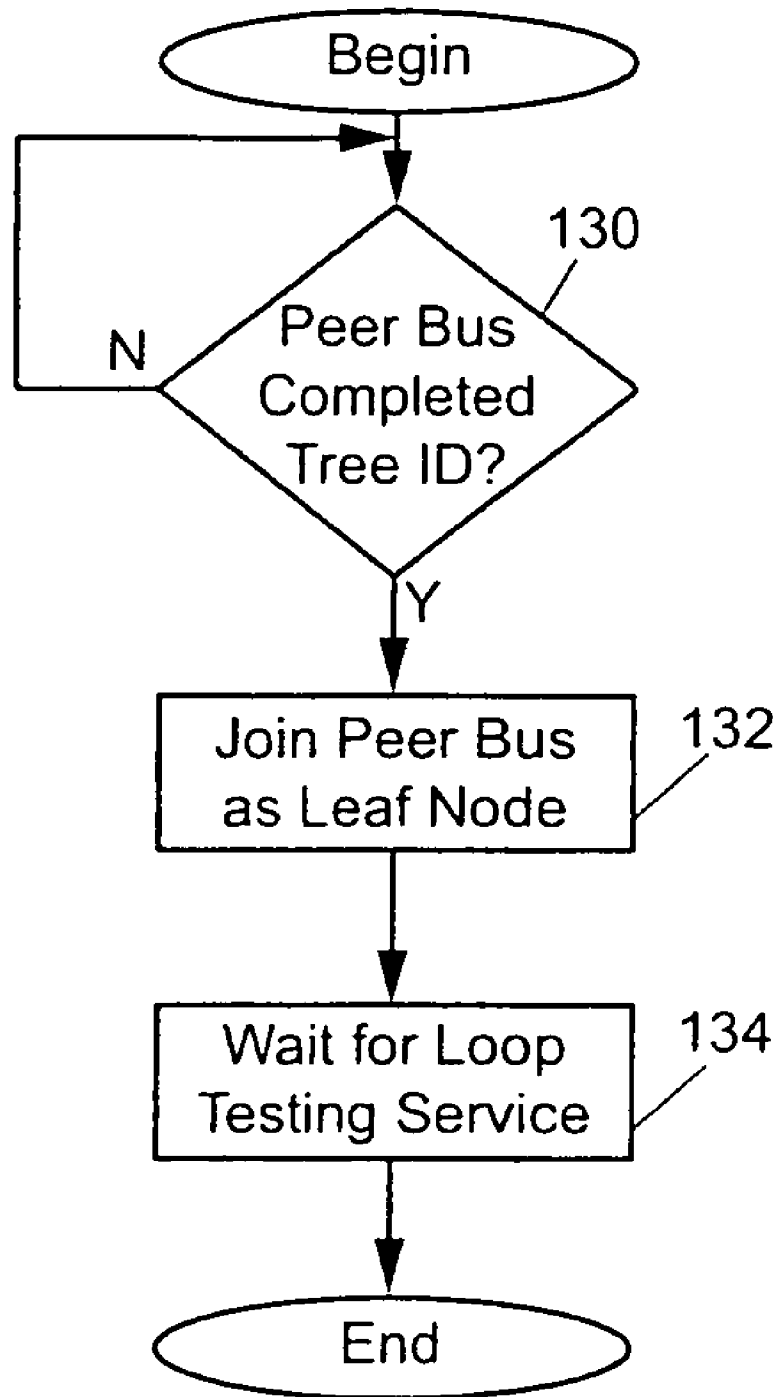 Begin
130
Peer Bus
Completed
Tree ID?
N
Y
Join Peer Bus
as Leaf Node
132
Wait for Loop
Testing Service
134
End